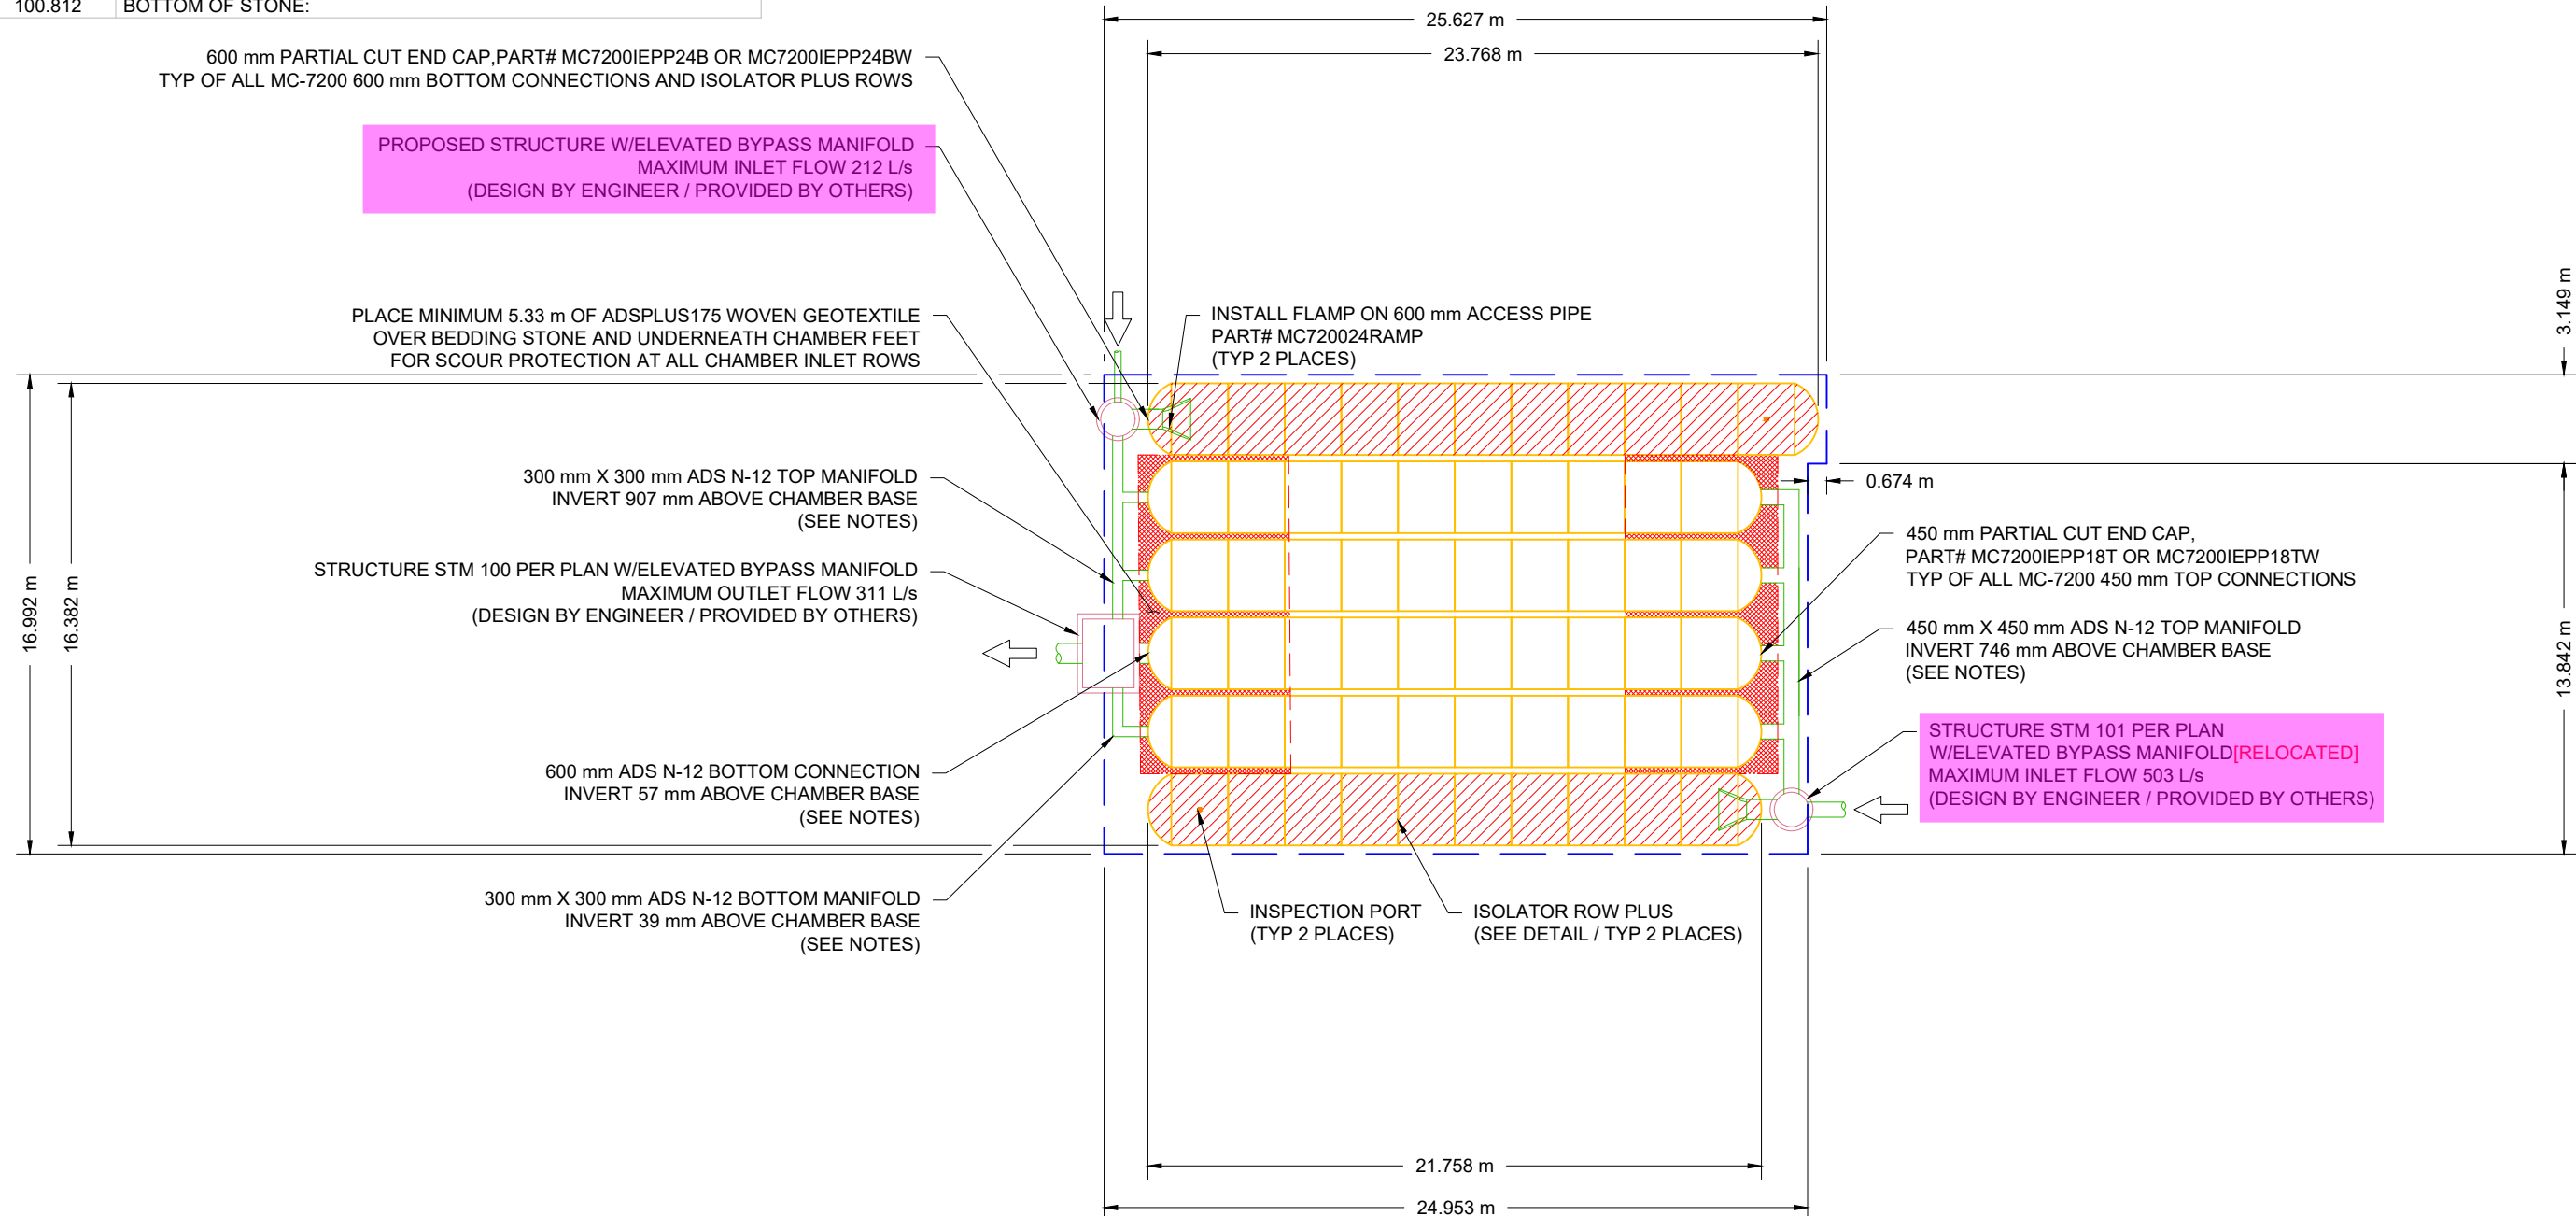 100.812 BOTTOM OF STONE:
25.627 m
23.768 m
600 mm PARTIAL CUT END CAP,PART# MC7200IEPP24B OR MC7200IEPP24BW
TYP OF ALL MC-7200 600 mm BOTTOM CONNECTIONS AND ISOLATOR PLUS ROWS
PROPOSED STRUCTURE W/ELEVATED BYPASS MANIFOLD
MAXIMUM INLET FLOW 212 L/s
(DESIGN BY ENGINEER / PROVIDED BY OTHERS)
PLACE MINIMUM 5.33 m OF ADSPLUS175 WOVEN GEOTEXTILE
OVER BEDDING STONE AND UNDERNEATH CHAMBER FEET
FOR SCOUR PROTECTION AT ALL CHAMBER INLET ROWS
INSTALL FLAMP ON 600 mm ACCESS PIPE
PART# MC720024RAMP
(TYP 2 PLACES)
3.149 m
300 mm X 300 mm ADS N-12 TOP MANIFOLD
INVERT 907 mm ABOVE CHAMBER BASE
(SEE NOTES)
0.674 m
STRUCTURE STM 100 PER PLAN W/ELEVATED BYPASS MANIFOLD
MAXIMUM OUTLET FLOW 311 L/s
(DESIGN BY ENGINEER / PROVIDED BY OTHERS)
450 mm PARTIAL CUT END CAP,
PART# MC7200IEPP18T OR MC7200IEPP18TW
TYP OF ALL MC-7200 450 mm TOP CONNECTIONS
16.992 m
16.382 m
450 mm X 450 mm ADS N-12 TOP MANIFOLD
INVERT 746 mm ABOVE CHAMBER BASE
(SEE NOTES)
13.842 m
STRUCTURE STM 101 PER PLAN
W/ELEVATED BYPASS MANIFOLD[RELOCATED]
MAXIMUM INLET FLOW 503 L/s
(DESIGN BY ENGINEER / PROVIDED BY OTHERS)
600 mm ADS N-12 BOTTOM CONNECTION
INVERT 57 mm ABOVE CHAMBER BASE
(SEE NOTES)
300 mm X 300 mm ADS N-12 BOTTOM MANIFOLD
INVERT 39 mm ABOVE CHAMBER BASE
(SEE NOTES)
INSPECTION PORT
(TYP 2 PLACES)
ISOLATOR ROW PLUS
(SEE DETAIL / TYP 2 PLACES)
21.758 m
24.953 m